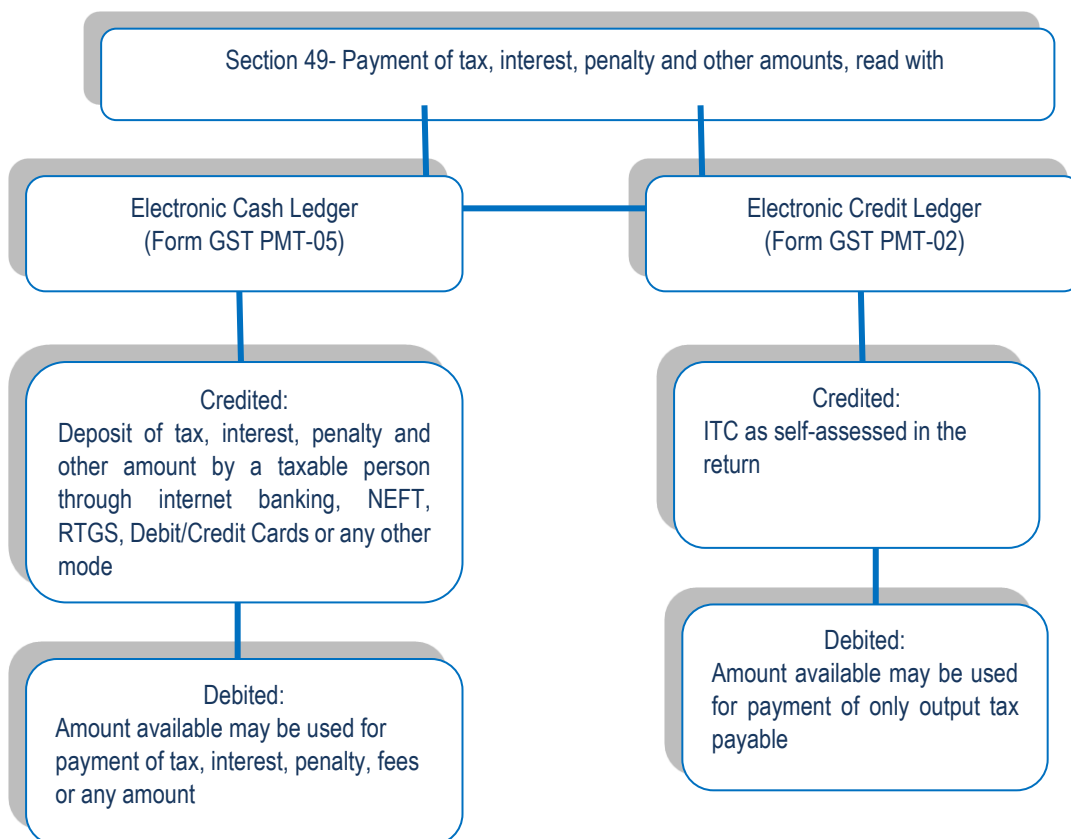 Section 49- Payment of tax, interest, penalty and other amounts, read with
Electronic Cash Ledger
(Form GST PMT-05)
Electronic Credit Ledger
(Form GST PMT-02)
Credited:
Deposit of tax, interest, penalty and
other amount by a taxable person
through internet banking, NEFT,
RTGS, Debit/Credit Cards or any other
mode
Credited:
ITC as self-assessed in the
return
Debited:
Amount available may be used for
payment of tax, interest, penalty, fees
or any amount
Debited:
Amount available may be used
for payment of only output tax
payable